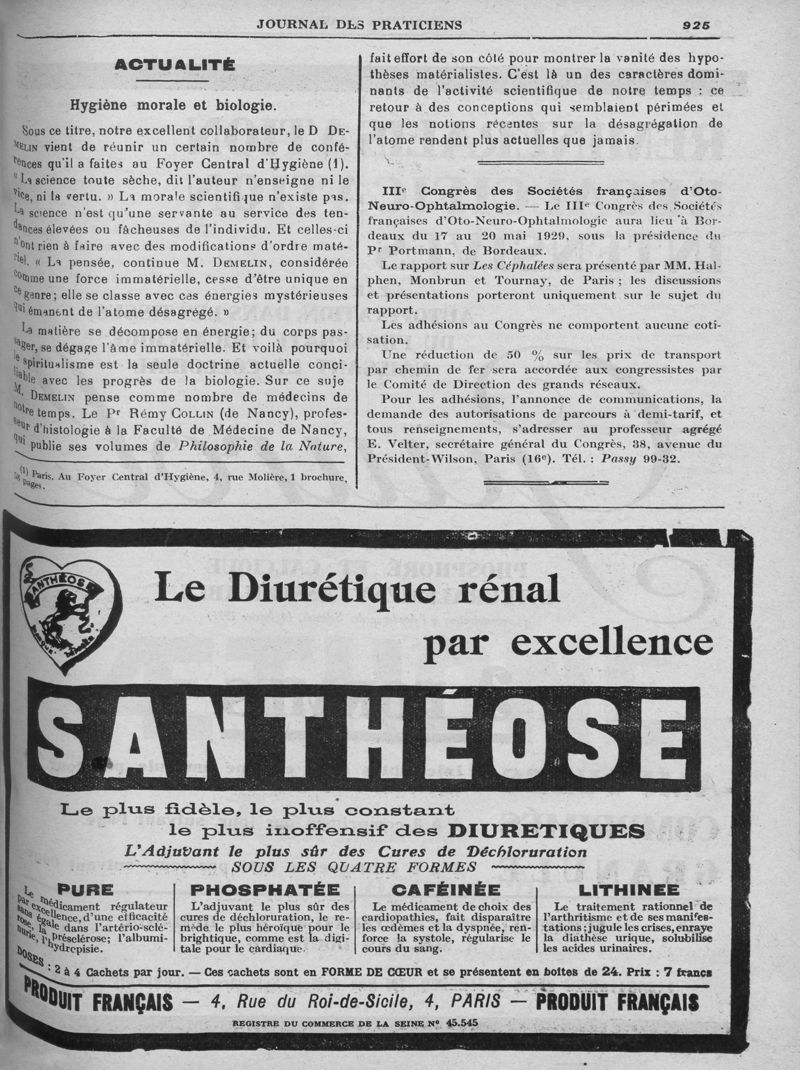 JOURNAL DES PRATICIENS
925
ACTUALITÉ
Hygiène morale et biologie.
Sous ce titre, notre excellent collaborateur, le D DE-
MELIN vient de réunir un certain nombre de confé-
rences qu'il a faites au Foyer Central d'Hygiène (1).
« La science toute sèche, dit l'auteur n'enseigne ni le
vice, ni la vertu. » La morale scientifique n'existe pas.
La science n'est qu'une servante au service des ten-
dances élevées ou fâcheuses de l'individu. Et celles-ci
n'ont rien à faire avec des modifications d'ordre maté-
riel. « La pensée, continue M. DEMELIN, considérée
comme une force immatérielle, cesse d'être unique en
ce genre ; elle se classe avec ces énergies mystérieuses
qui émanent de l'atome désagrégé. »
La matière se décompose en énergie ; du corps pas-
sager, se dégage l'âme immatérielle. Et voilà pourquoi
le spiritualisme est la seule doctrine actuelle conci-
liable avec les progrès de la biologie. Sur ce suje
M. DEMELIN pense comme nombre de médecins de
notre temps. Le Pr Rémy COLLIN (de Nancy), profes-
seur d'histologie à la Faculté de Médecine de Nancy,
qui publie ses volumes de Philosophie de la Nature,
(1) Paris. Au Foyer Central d'Hygiène, 4, rue Molière, 1 brochure,
58 pages.
fait effort de son côté pour montrer la vanité des hypo-
thèses matérialistes. C'est là un des caractères domi-
nants de l'activité scientifique de notre temps : ce
retour à des conceptions qui semblaient périmées et
que les notions récentes sur la désagrégation de
l'atome rendent plus actuelles que jamais.
IIIe Congrès des Sociétés françaises d'Oto-
Neuro-Ophtalmologie. — Le IIIe Congrès des Sociétés
françaises d'Oto-Neuro-Ophtalmologie aura lieu à Bor-
deaux du 17 au 20 mai 1929, sous la présidence du
Pr Portmann, de Bordeaux.
Le rapport sur Les Céphalées sera présenté par MM. Hal-
phen, Monbrun et Tournay, de Paris ; les discussions
et présentations porteront uniquement sur le sujet du
rapport.
Les adhésions au Congrès ne comportent aucune coti-
sation.
Une réduction de 50 % sur les prix de transport
par chemin de fer sera accordée aux congressistes par
le Comité de Direction des grands réseaux.
Pour les adhésions, l'annonce de communications, la
demande des autorisations de parcours à demi-tarif, et
tous renseignements, s'adresser au professeur agrégé
E. Velter, secrétaire général du Congrès, 38, avenue du
Président-Wilson, Paris (16e). Tél. : Passy 99-32.
SANTHÉOSE
Le Diurétique rénal
par excellence
SANTHÉOSE
Le plus fidèle, le plus constant
le plus inoffensif des DIURETIQUES
L'Adjuvant le plus sûr des Cures de Déchloruration
SOUS LES QUATRE FORMES
PURE
Le médicament régulateur
par excellence, d'une efficacité
sans égale dans l'artério-sclé-
rose, la présclérose ; l'albumi-
nurie, l'hydropisie.
PHOSPHATÉE
L'adjuvant le plus sûr des
cures de déchloruration, le re-
mède le plus héroïque pour le
brightique, comme est la digi-
tale pour le cardiaque.
CAFÉINÉE
Le médicament de choix des
cardiopathies, fait disparaître
les œdèmes et la dyspnée, ren-
force la systole, régularise le
cours du sang.
LITHINEE
Le traitement rationnel de
l'arthritisme et de ses manifes-
tations ; jugule les crises, enraye
la diathèse urique, solubilise
les acides urinaires.
DOSES : 2 à 4 Cachets par jour. — Ces cachets sont en FORME DE CŒUR et se présentent en boîtes de 24. Prix : 7 francs
PRODUIT FRANÇAIS — 4, Rue du Roi-de-Sicile, 4, PARIS — PRODUIT FRANÇAIS
REGISTRE DU COMMERCE DE LA SEINE N° 45.545